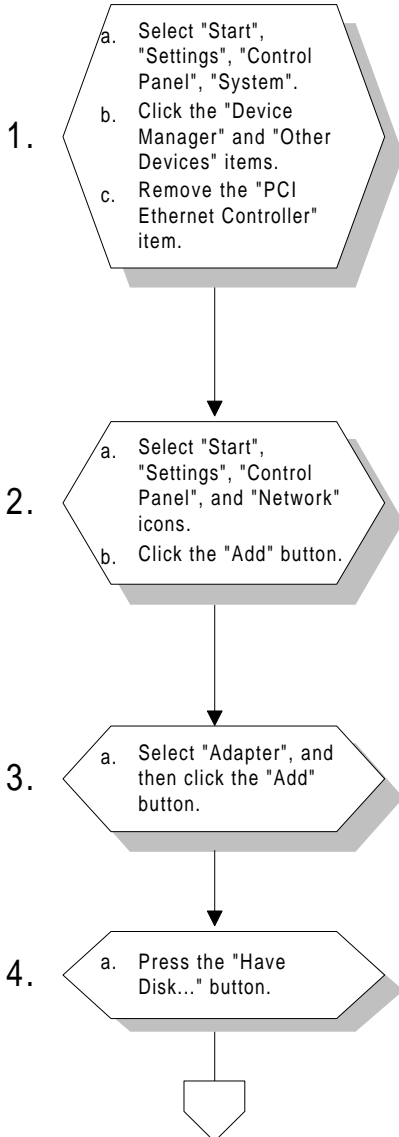 1.
a. Select "Start",
"Settings", "Control
Panel", "System".
b. Click the "Device
Manager" and "Other
Devices" items.
c. Remove the "PCI
Ethernet Controller"
item.
2.
a. Select "Start",
"Settings", "Control
Panel", and "Network"
icons.
b. Click the "Add" button.
3.
a. Select "Adapter", and
then click the "Add"
button.
4.
a. Press the "Have
Disk..." button.